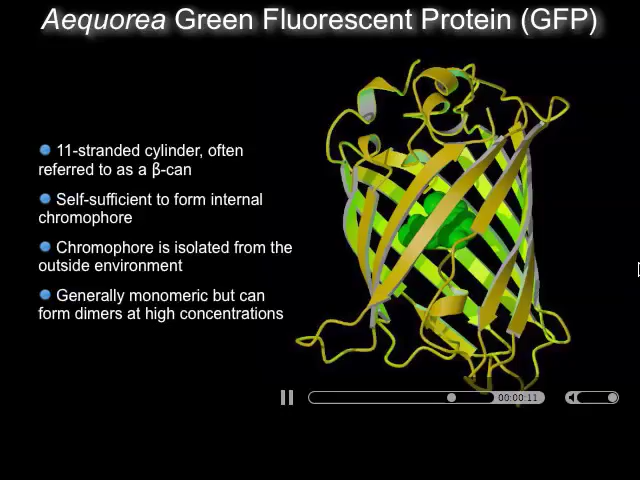 Aequorea Green Fluorescent Protein (GFP)
11-stranded cylinder, often
referred to as a β-can
Self-sufficient to form internal
chromophore
Chromophore is isolated from the
outside environment
Generally monomeric but can
form dimers at high concentrations
00:00:11